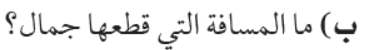 ب) ما المسافة التي قطعها جمال؟